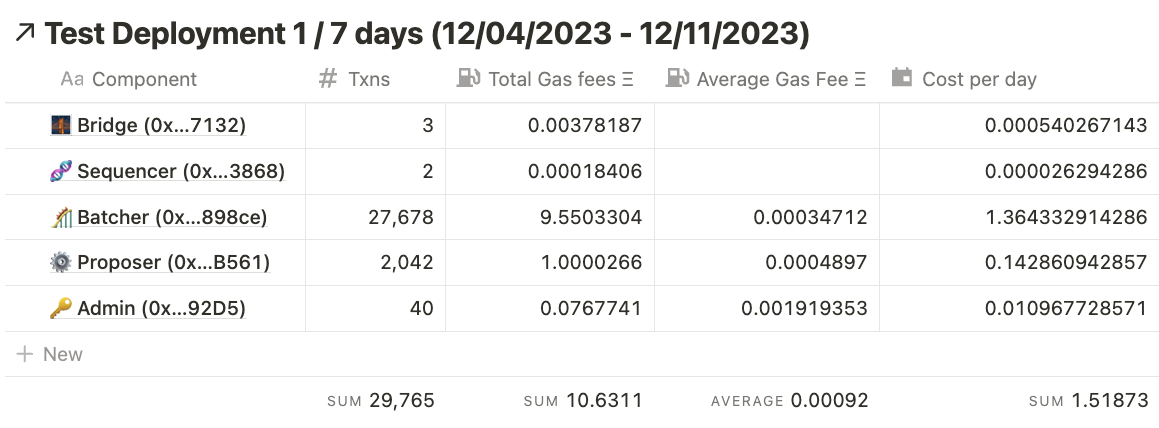 Test Deployment 1 / 7 days (12/04/2023 - 12/11/2023)
Aa Component # Txns Total Gas fees Ξ Average Gas Fee Ξ Cost per day
Bridge (0x...7132) 3 0.00378187 0.000540267143
Sequencer (0x...3868) 2 0.00018406 0.000026294286
Batcher (0x...898ce) 27,678 9.5503304 0.00034712 1.364332914286
Proposer (0x...B561) 2,042 1.0000266 0.0004897 0.142860942857
Admin (0x...92D5) 40 0.0767741 0.001919353 0.010967728571
+ New
SUM 29,765 SUM 10.6311 AVERAGE 0.00092 SUM 1.51873